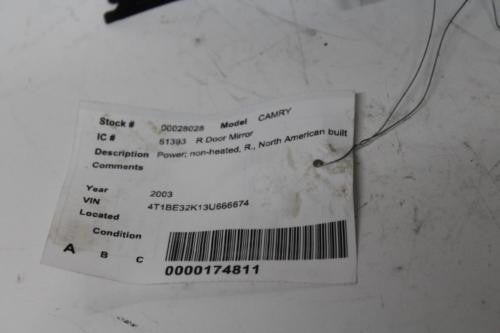 Stock # 00028028 Model CAMRY
IC # 51393 R Door Mirror
Description Power; non-heated, R., North American built
Comments
Year 2003
VIN 4T1BE32K13U666674
Located
Condition
A B C
0000174811